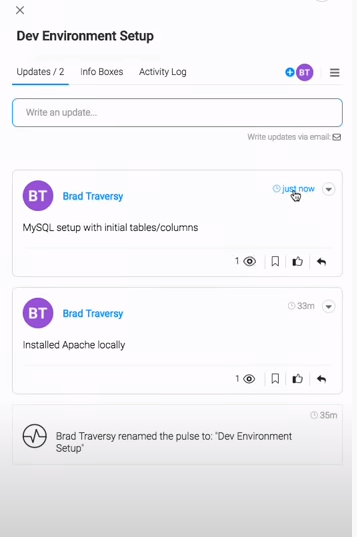 Dev Environment Setup
Updates / 2 Info Boxes Activity Log BT
Write an update...
Write updates via email:
BT Brad Traversy just now
MySQL setup with initial tables/columns
1
BT Brad Traversy 33m
Installed Apache locally
1
35m
Brad Traversy renamed the pulse to: "Dev Environment
Setup"